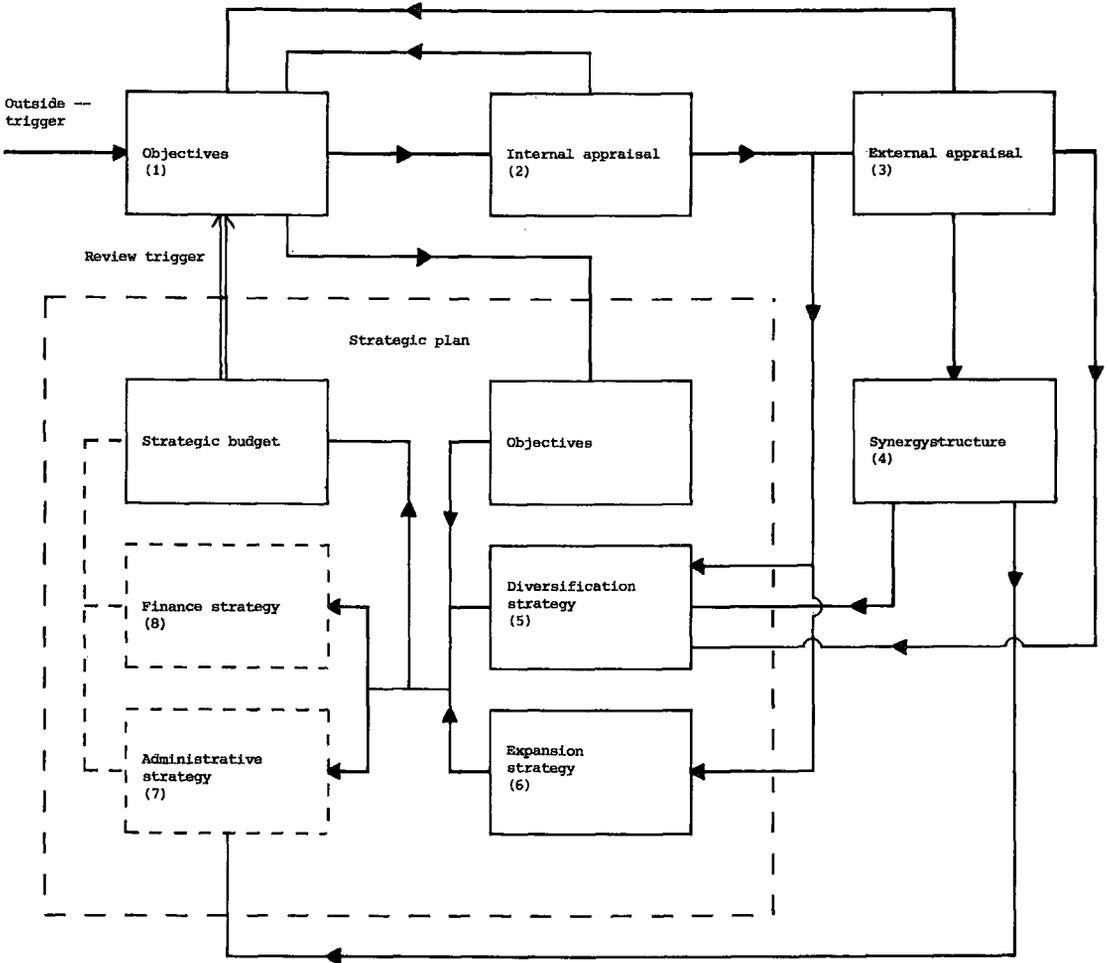 Outside —
trigger
Objectives
(1)
Internal appraisal
(2)
External appraisal
(3)
Review trigger
Strategic plan
Strategic budget
Objectives
Synergystructure
(4)
Finance strategy
(8)
Diversification
strategy
(5)
Administrative
strategy
(7)
Expansion
strategy
(6)